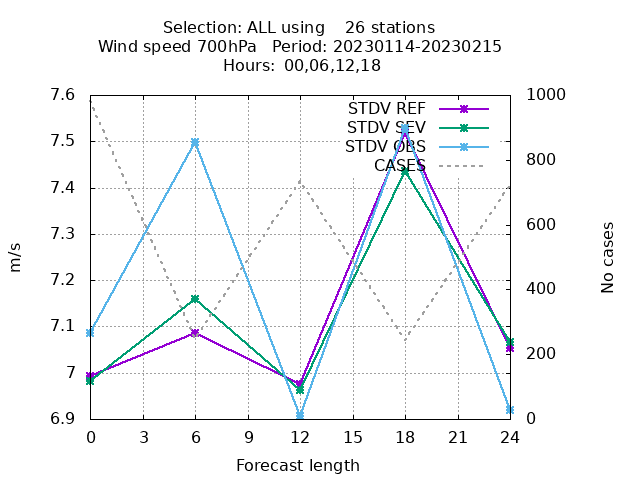 Selection: ALL using    26 stations
Wind speed 700hPa   Period: 20230114-20230215
Hours: 00,06,12,18
STDV REF
STDV SEV
STDV OBS
CASES
7.6
7.5
7.4
7.3
7.2
7.1
7
6.9
m/s
1000
800
600
400
200
0
No cases
0 3 6 9 12 15 18 21 24
Forecast length